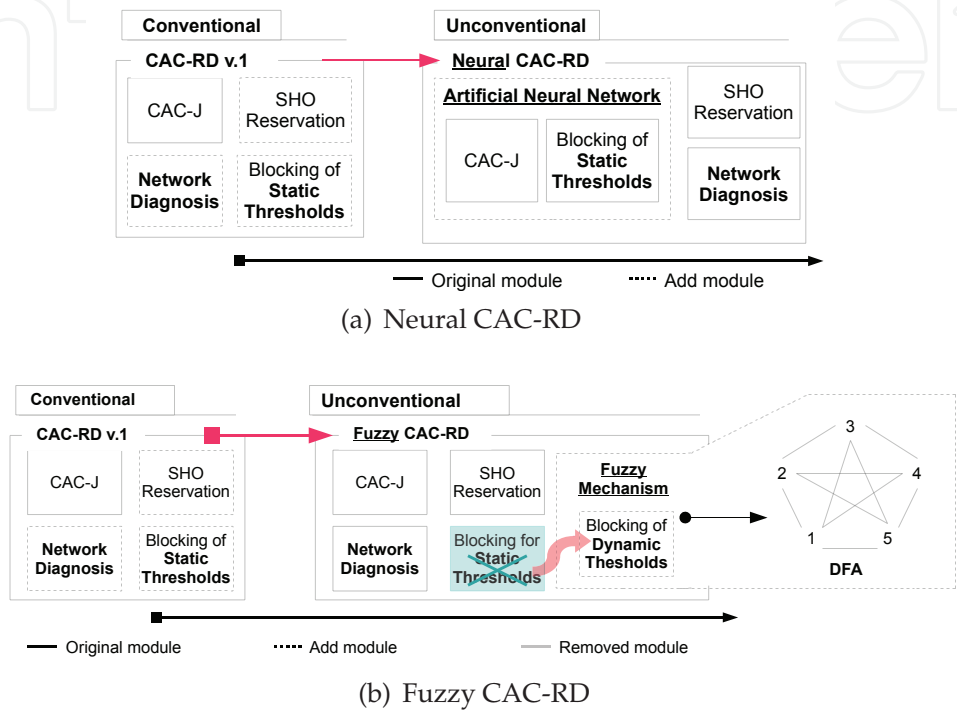 Conventional
Unconventional
CAC-RD v.1
Neural CAC-RD
CAC-J
SHO
Reservation
Network
Diagnosis
Blocking of
Static
Thresholds
Artificial Neural Network
CAC-J
Blocking of
Static
Thresholds
SHO
Reservation
Network
Diagnosis
Original module
Add module
(a) Neural CAC-RD
Conventional
Unconventional
CAC-RD v.1
Fuzzy CAC-RD
CAC-J
SHO
Reservation
Network
Diagnosis
Blocking of
Static
Thresholds
CAC-J
SHO
Reservation
Network
Diagnosis
Blocking for
Static
Thresholds
Fuzzy
Mechanism
Blocking of
Dynamic
Thesholds
3
2
4
1
5
DFA
Original module
Add module
Removed module
(b) Fuzzy CAC-RD